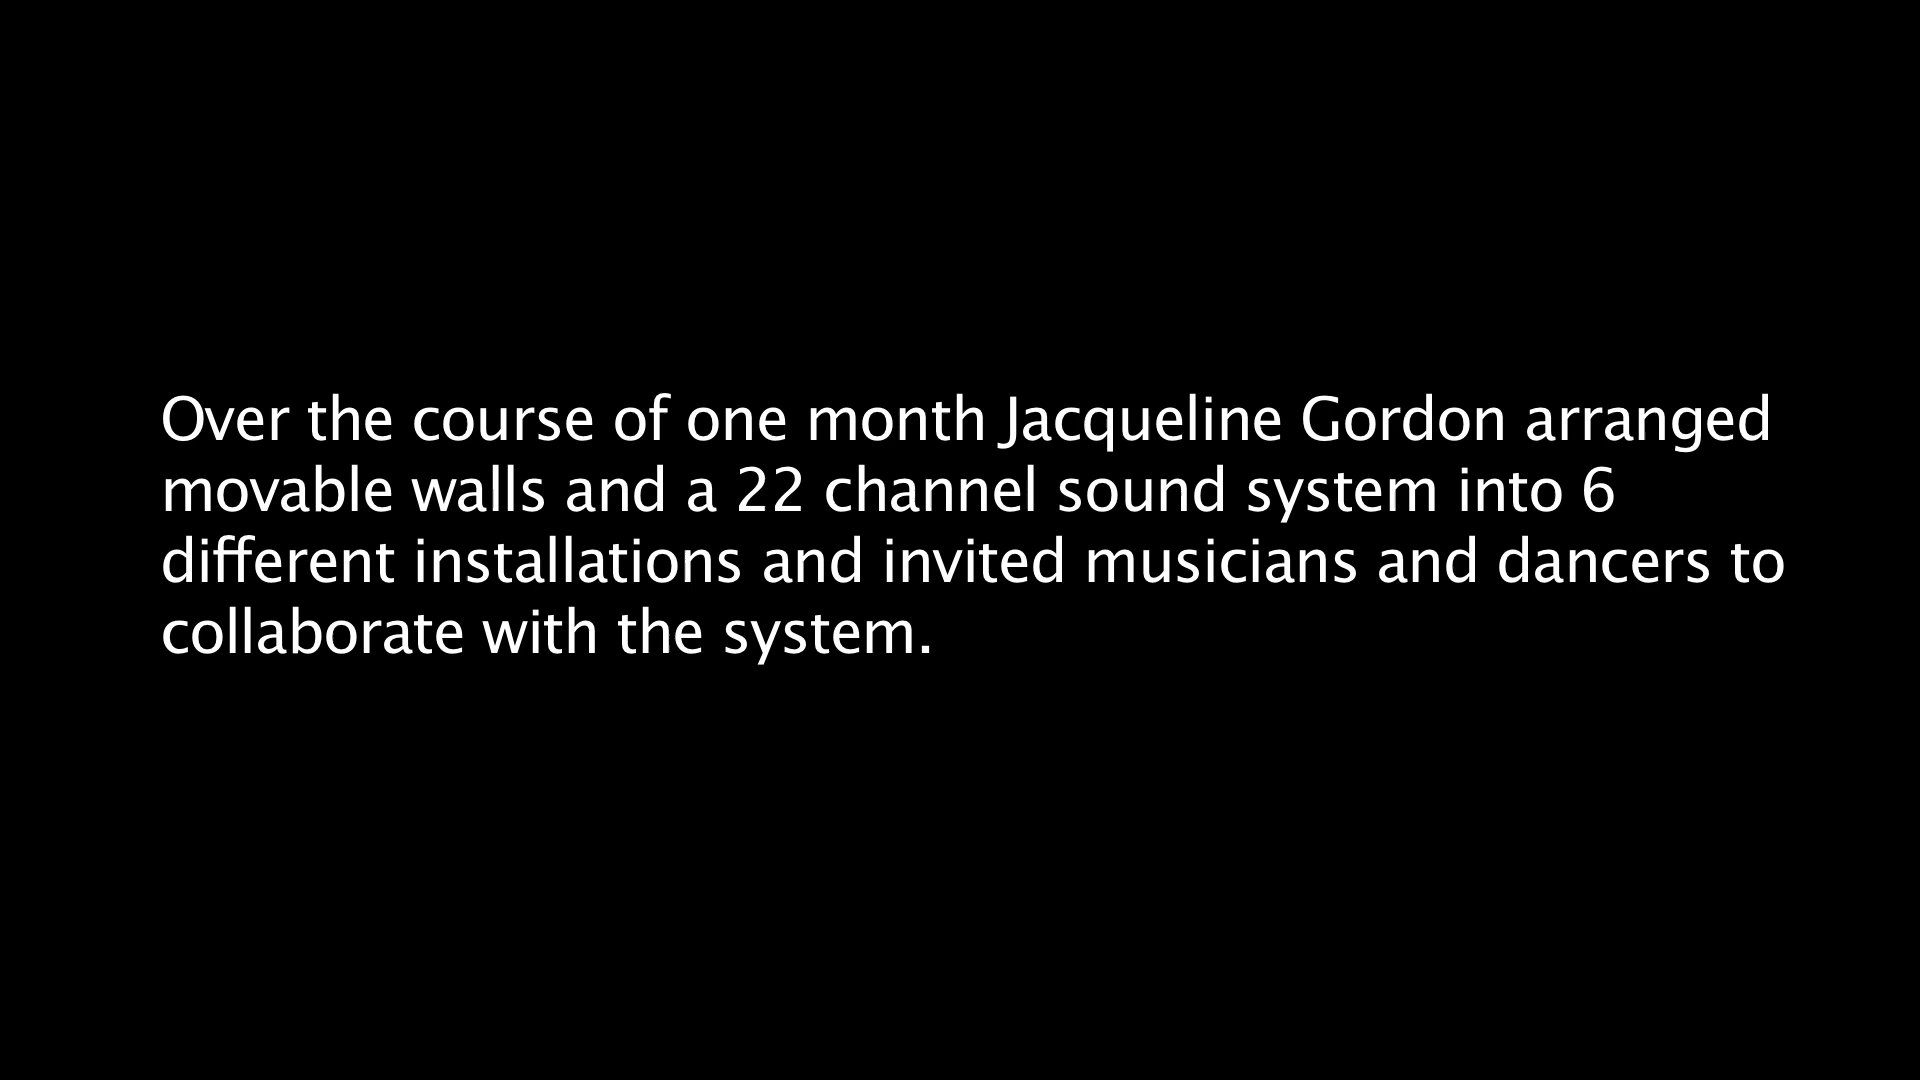 Over the course of one month Jacqueline Gordon arranged
movable walls and a 22 channel sound system into 6
different installations and invited musicians and dancers to
collaborate with the system.